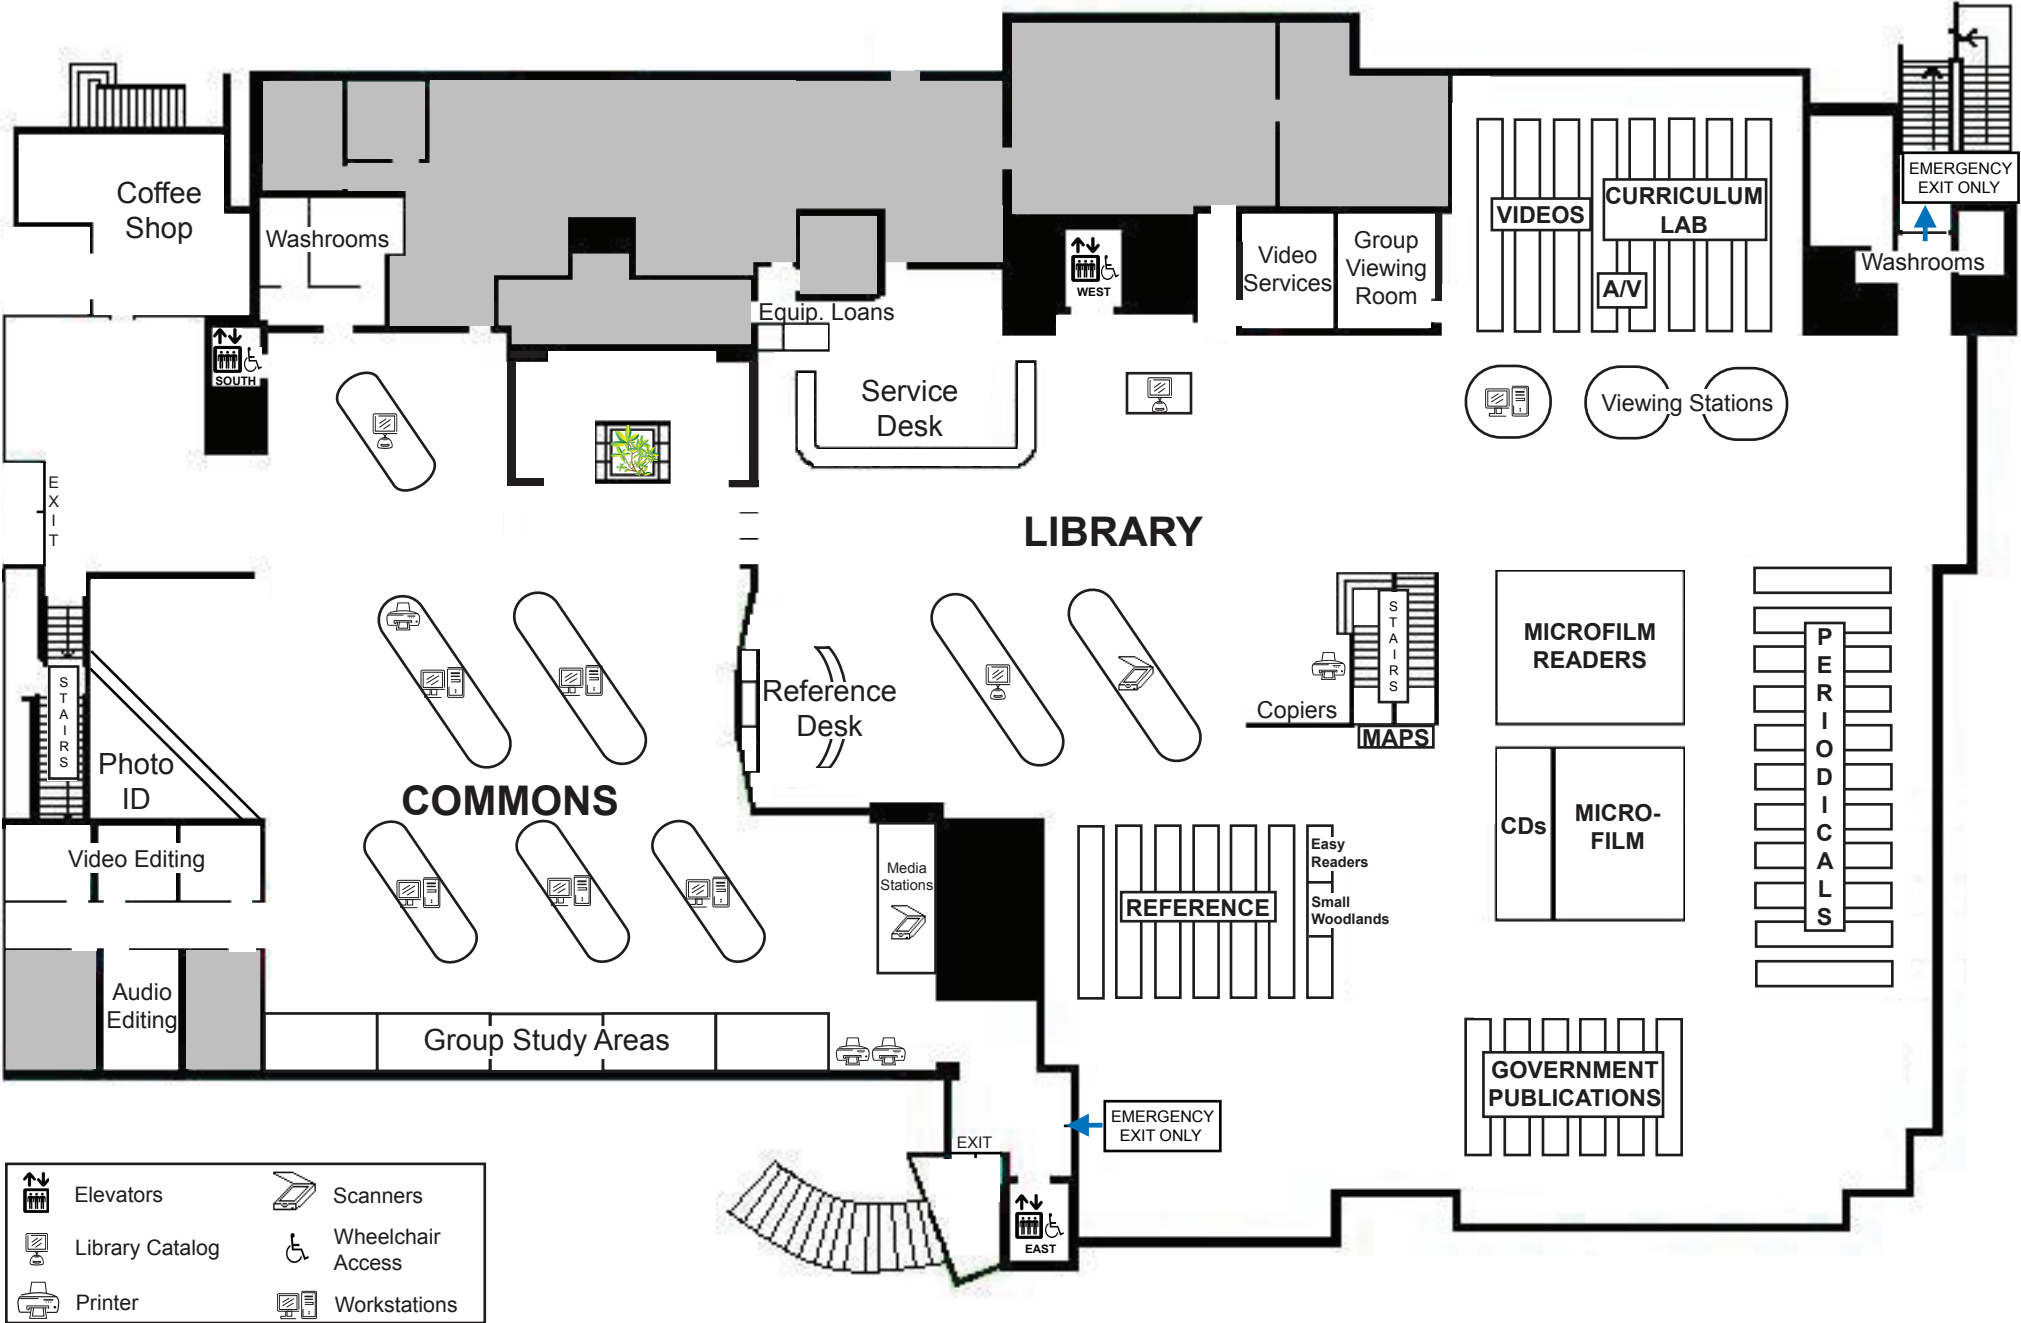 EMERGENCY
EXIT ONLY
Coffee
Shop
Washrooms
VIDEOS
CURRICULUM
LAB
A/V
Washrooms
Video
Services
Group
Viewing
Room
WEST
Equip. Loans
SOUTH
Service
Desk
Viewing Stations
EXIT
LIBRARY
STAIRS
Photo
ID
Reference
Desk
STAIRS
Copiers
MAPS
MICROFILM
READERS
PERIODICALS
COMMONS
CDs
MICRO-
FILM
Video Editing
Media
Stations
Easy
Readers
REFERENCE
Small
Woodlands
Audio
Editing
Group Study Areas
GOVERNMENT
PUBLICATIONS
EMERGENCY
EXIT ONLY
EXIT
EAST
Elevators
Scanners
Library Catalog
Wheelchair
Access
Printer
Workstations